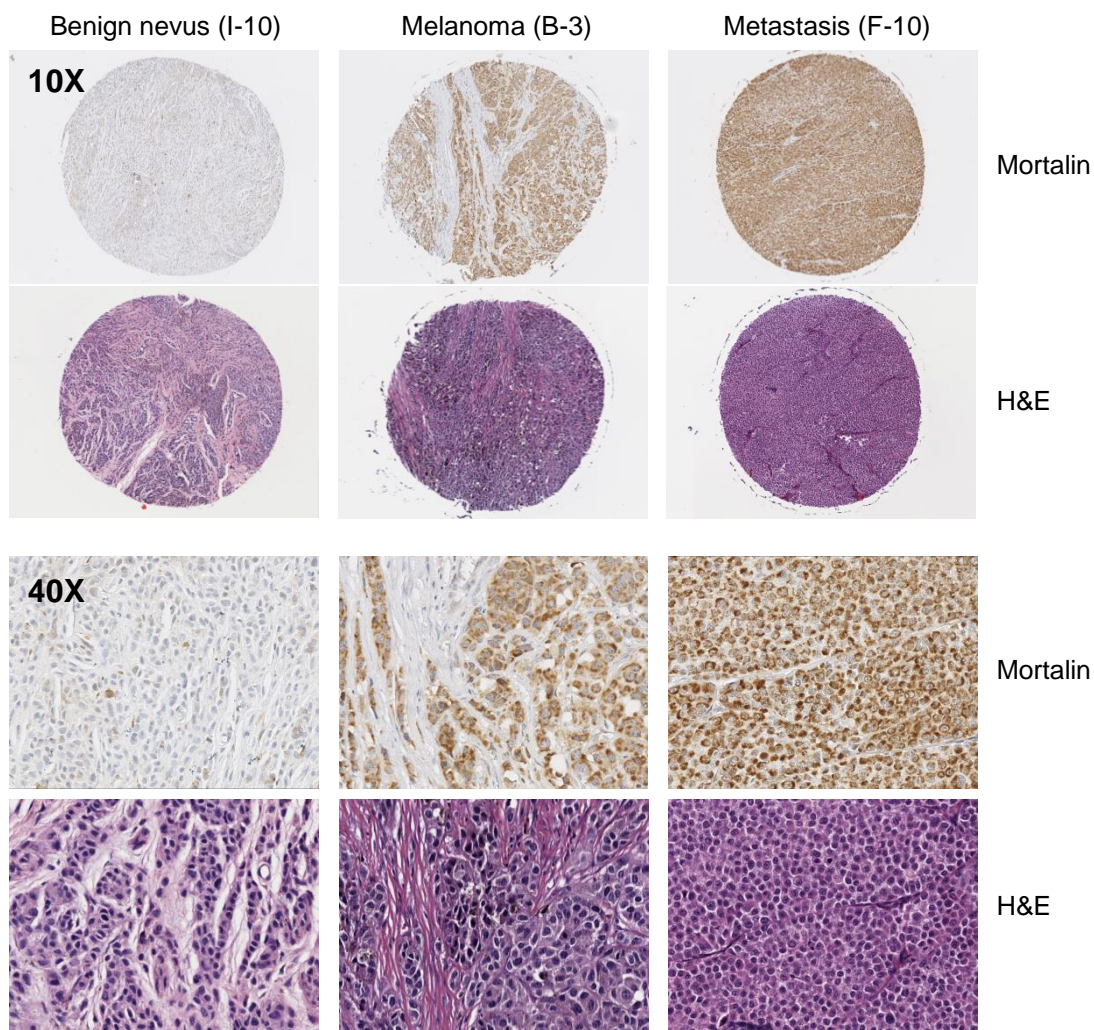 Benign nevus (I-10) Melanoma (B-3) Metastasis (F-10)
10X
Mortalin
H&E
40X
Mortalin
H&E